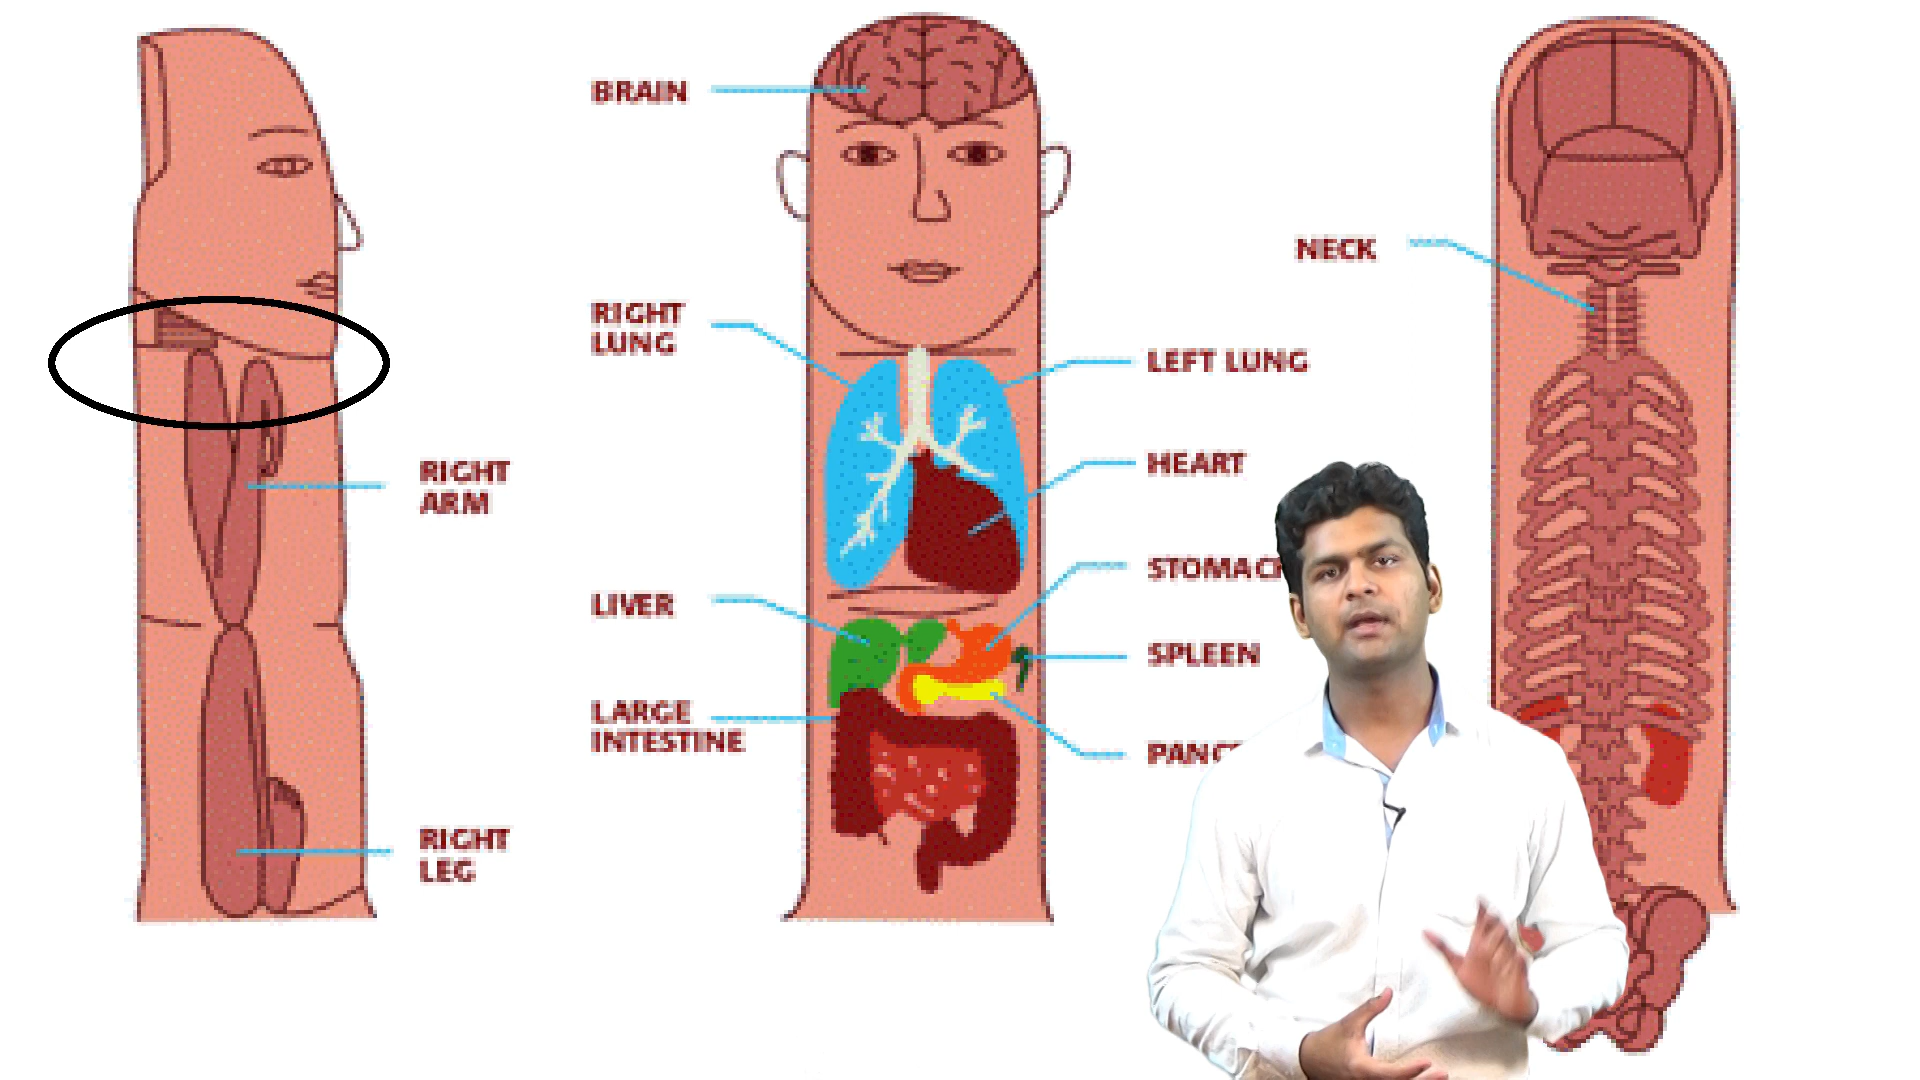 BRAIN
RIGHT
LUNG
LIVER
LARGE
INTESTINE
RIGHT
ARM
RIGHT
LEG
LEFT LUNG
HEART
SPLEEN
NECK